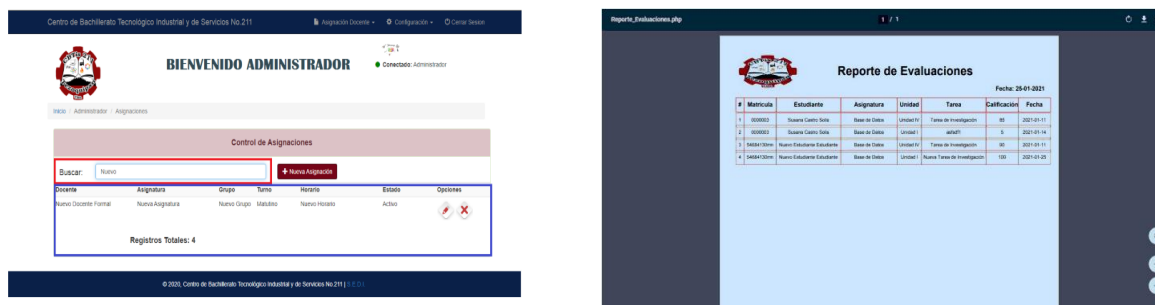 Centro de Bachillerato Tecnológico Industrial y de Servicios No.211 Asignación Docente Configuración Cerrar Sesion
BIENVENIDO ADMINISTRADOR
Conectado: Administrador
Inicio / Administrador / Asignaciones
Control de Asignaciones
Buscar: Nuevo + Nueva Asignación
Docente Asignatura Grupo Turno Horario Estado Opciones
Nuevo Docente Formal Nueva Asignatura Nuevo Grupo Matutino Nuevo Horario Activo
Registros Totales: 4
© 2020, Centro de Bachillerato Tecnológico Industrial y de Servicios No.211 |
Reporte_Evaluaciones.php 1 / 1
Reporte de Evaluaciones
Fecha: 25-01-2021
# Matricula Estudiante Asignatura Unidad Tarea Calificación Fecha
1 0000003 Susana Castro Solis Base de Datos Unidad IV Tarea de Investigación 85 2021-01-11
2 0000003 Susana Castro Solis Base de Datos Unidad I 5 2021-01-14
3 Nuevo Estudiante Estudiante Base de Datos Unidad IV Tarea de Investigación 90 2021-01-11
4 Nuevo Estudiante Estudiante Base de Datos Unidad I Nueva Tarea de Investigación 100 2021-01-25